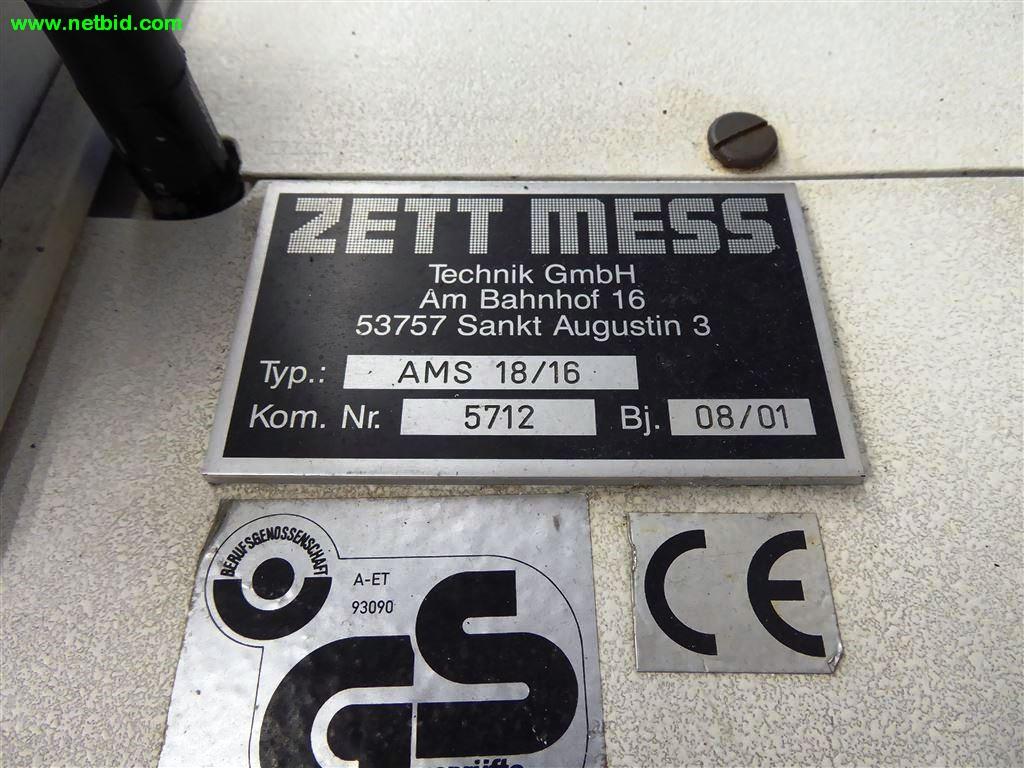 www.netbid.com
ZETT MESS
Technik GmbH
Am Bahnhof 16
53757 Sankt Augustin 3
Typ.: AMS 18/16
Kom. Nr. 5712 Bj. 08/01
BERUFSGENOSSENSCHAFT
A-ET
93090
GS
geprüfte
CE